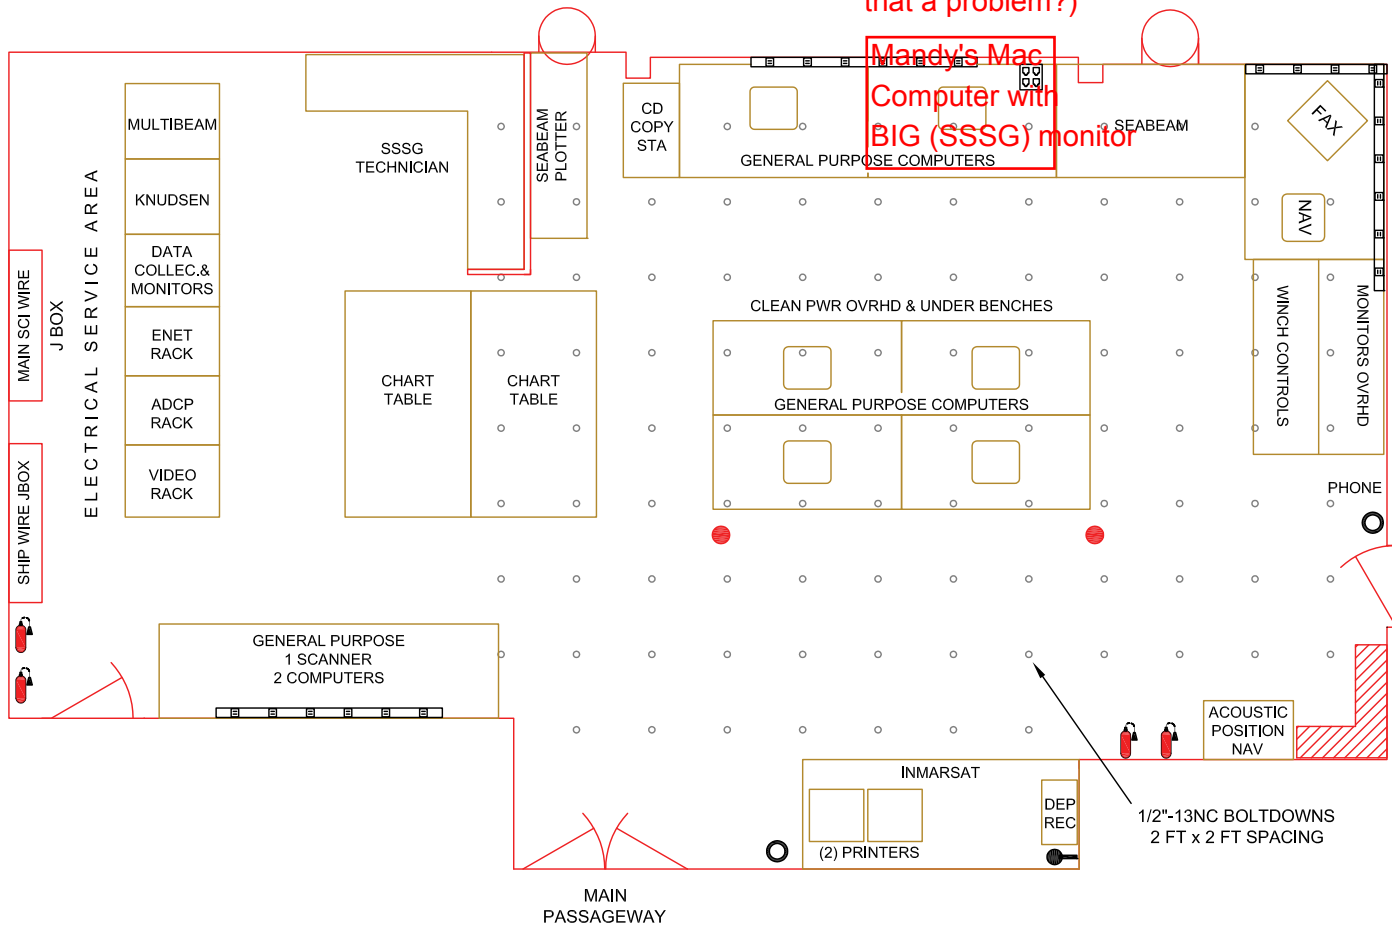 that a problem?)
Mandy's Mac
Computer with
BIG (SSSG) monitor
MULTIBEAM
KNUDSEN
DATA
COLLEC.&
MONITORS
ENET
RACK
ADCP
RACK
VIDEO
RACK
ELECTRICAL SERVICE AREA
MAIN SCI WIRE
J BOX
SHIP WIRE JBOX
SSSG
TECHNICIAN
SEABEAM
PLOTTER
CD
COPY
STA
GENERAL PURPOSE COMPUTERS
SEABEAM
FAX
NAV
CHART
TABLE
CHART
TABLE
CLEAN PWR OVRHD & UNDER BENCHES
GENERAL PURPOSE COMPUTERS
WINCH CONTROLS
MONITORS OVRHD
PHONE
GENERAL PURPOSE
1 SCANNER
2 COMPUTERS
ACOUSTIC
POSITION
NAV
INMARSAT
DEP
REC
(2) PRINTERS
1/2"-13NC BOLTDOWNS
2 FT x 2 FT SPACING
MAIN
PASSAGEWAY